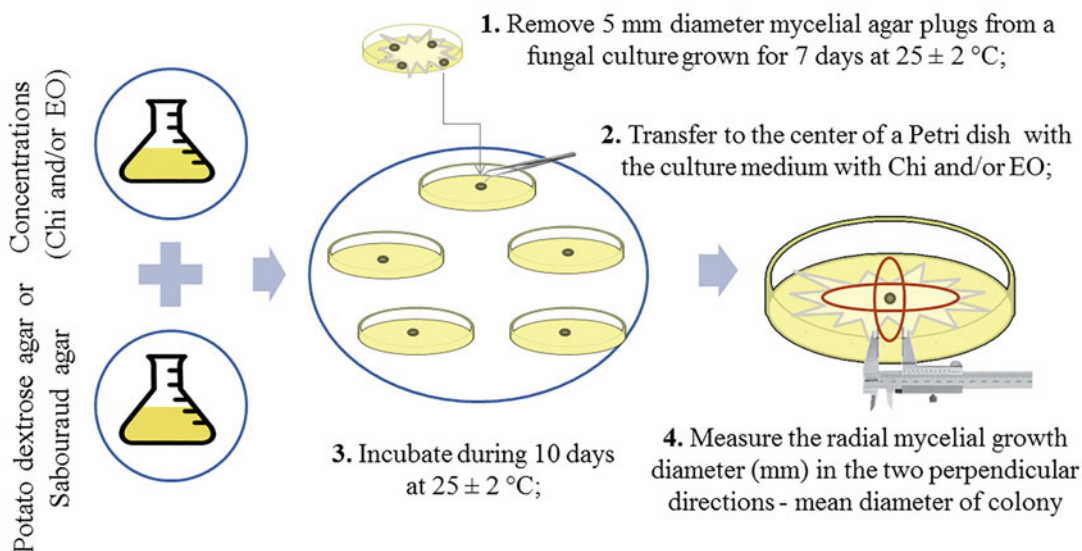 Concentrations
(Chi and/or EO)
Potato dextrose agar or
Sabouraud agar
1. Remove 5 mm diameter mycelial agar plugs from a
fungal culture grown for 7 days at 25 ± 2 °C;
2. Transfer to the center of a Petri dish with
the culture medium with Chi and/or EO;
3. Incubate during 10 days
at 25 ± 2 °C;
4. Measure the radial mycelial growth
diameter (mm) in the two perpendicular
directions - mean diameter of colony